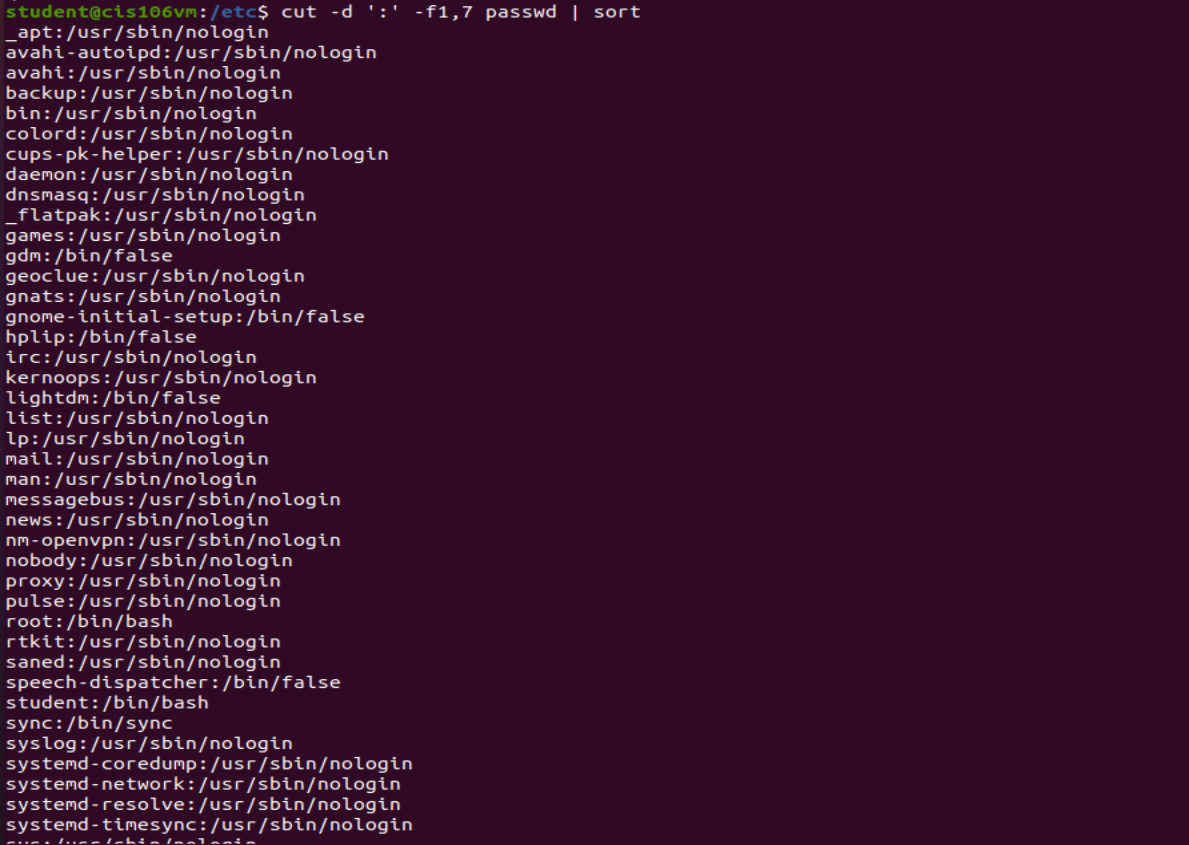 student@cis106vm:/etc$ cut -d ':' -f1,7 passwd | sort
_apt:/usr/sbin/nologin
avahi-autoipd:/usr/sbin/nologin
avahi:/usr/sbin/nologin
backup:/usr/sbin/nologin
bin:/usr/sbin/nologin
colord:/usr/sbin/nologin
cups-pk-helper:/usr/sbin/nologin
daemon:/usr/sbin/nologin
dnsmasq:/usr/sbin/nologin
_flatpak:/usr/sbin/nologin
games:/usr/sbin/nologin
gdm:/bin/false
geoclue:/usr/sbin/nologin
gnats:/usr/sbin/nologin
gnome-initial-setup:/bin/false
hplip:/bin/false
irc:/usr/sbin/nologin
kernoops:/usr/sbin/nologin
lightdm:/bin/false
list:/usr/sbin/nologin
lp:/usr/sbin/nologin
mail:/usr/sbin/nologin
man:/usr/sbin/nologin
messagebus:/usr/sbin/nologin
news:/usr/sbin/nologin
nm-openvpn:/usr/sbin/nologin
nobody:/usr/sbin/nologin
proxy:/usr/sbin/nologin
pulse:/usr/sbin/nologin
root:/bin/bash
rtkit:/usr/sbin/nologin
saned:/usr/sbin/nologin
speech-dispatcher:/bin/false
student:/bin/bash
sync:/bin/sync
syslog:/usr/sbin/nologin
systemd-coredump:/usr/sbin/nologin
systemd-network:/usr/sbin/nologin
systemd-resolve:/usr/sbin/nologin
systemd-timesync:/usr/sbin/nologin
sys:/usr/sbin/nologin